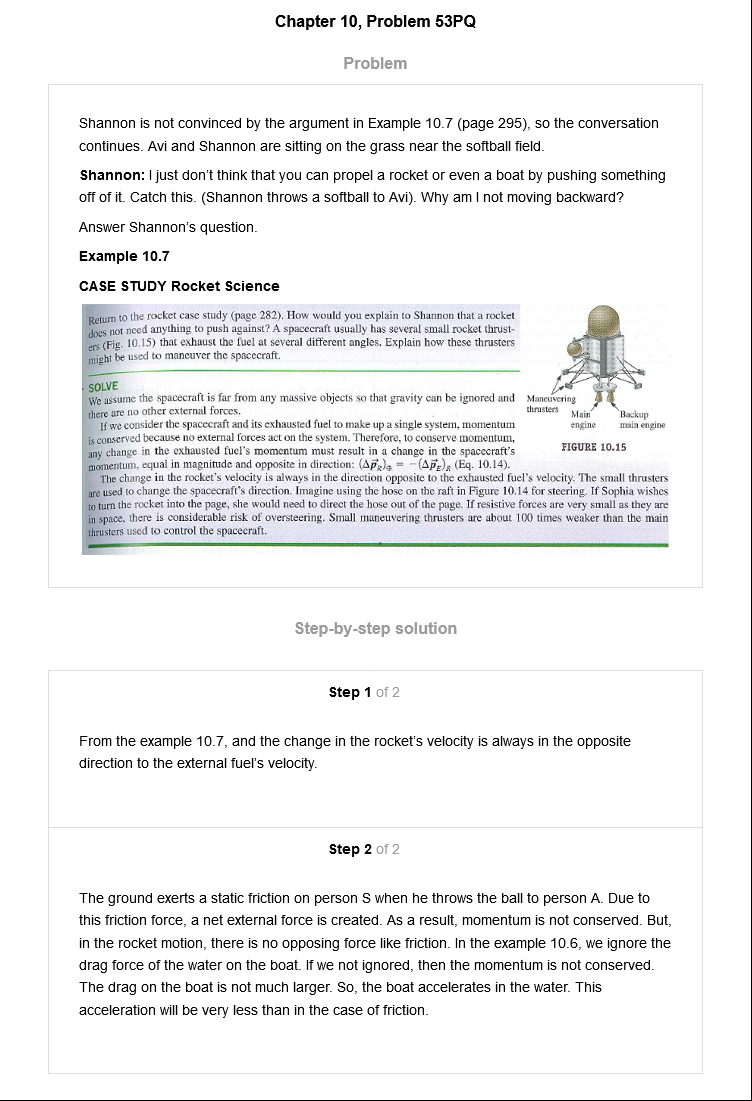 Chapter 10, Problem 53PQ
Problem
Shannon is not convinced by the argument in Example 10.7 (page 295), so the conversation
continues. Avi and Shannon are sitting on the grass near the softball field.
Shannon: I just don't think that you can propel a rocket or even a boat by pushing something
off of it. Catch this. (Shannon throws a softball to Avi). Why am I not moving backward?
Answer Shannon's question.
Example 10.7
CASE STUDY Rocket Science
Return to the rocket case study (page 282). How would you explain to Shannon that a rocket
does not need anything to push against? A spacecraft usually has several small rocket thrust-
ers (Fig. 10.15) that exhaust the fuel at several different angles. Explain how these thrusters
might be used to maneuver the spacecraft.
SOLVE
We assume the spacecraft is far from any massive objects so that gravity can be ignored and
there are no other external forces.
If we consider the spacecraft and its exhausted fuel to make up a single system, momentum
is conserved because no external forces act on the system. Therefore, to conserve momentum,
any change in the exhausted fuel's momentum must result in a change in the spacecraft's
momentum, equal in magnitude and opposite in direction:
Maneuvering
thrusters
Main
engine
Backup
main engine
FIGURE 10.15
(Eq. 10.14).
The change in the rocket's velocity is always in the direction opposite to the exhausted fuel's velocity. The small thrusters
are used to change the spacecraft's direction. Imagine using the hose on the raft in Figure 10.14 for steering. If Sophia wishes
to turn the rocket into the page, she would need to direct the hose out of the page. If resistive forces are very small as they are
in space, there is considerable risk of oversteering. Small maneuvering thrusters are about 100 times weaker than the main
thrusters used to control the spacecraft.
Step-by-step solution
Step 1 of 2
From the example 10.7, and the change in the rocket's velocity is always in the opposite
direction to the external fuel's velocity.
Step 2 of 2
The ground exerts a static friction on person S when he throws the ball to person A. Due to
this friction force, a net external force is created. As a result, momentum is not conserved. But,
in the rocket motion, there is no opposing force like friction. In the example 10.6, we ignore the
drag force of the water on the boat. If we not ignored, then the momentum is not conserved.
The drag on the boat is not much larger. So, the boat accelerates in the water. This
acceleration will be very less than in the case of friction.